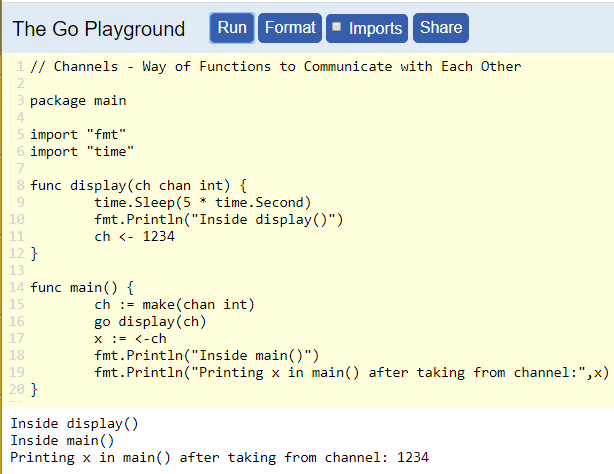 The Go Playground Run Format Imports Share
1 // Channels - Way of Functions to Communicate with Each Other
2
3 package main
4
5 import "fmt"
6 import "time"
7
8 func display(ch chan int) {
9 time.Sleep(5 * time.Second)
10 fmt.Println("Inside display()")
11 ch <- 1234
12 }
13
14 func main() {
15 ch := make(chan int)
16 go display(ch)
17 x := <-ch
18 fmt.Println("Inside main()")
19 fmt.Println("Printing x in main() after taking from channel:",x)
20 }
Inside display()
Inside main()
Printing x in main() after taking from channel: 1234